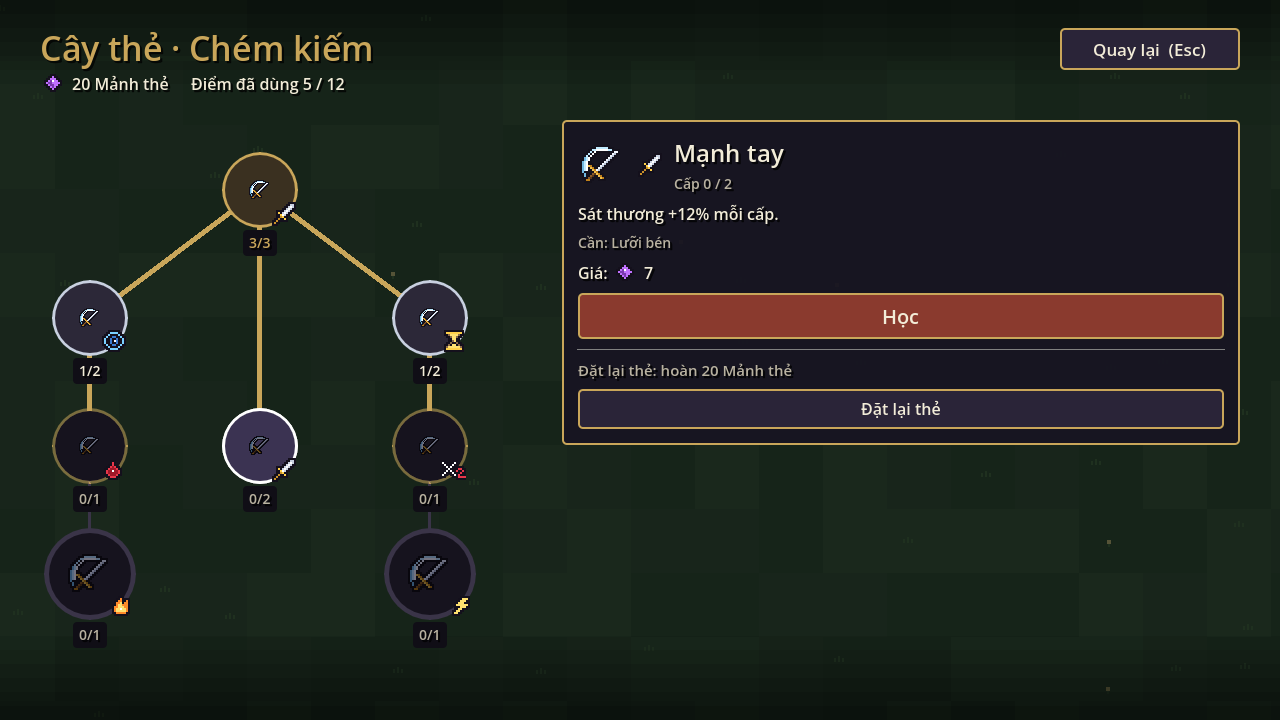 Cây thẻ · Chém kiếm
20 Mảnh thẻ Điểm đã dùng 5 / 12
Quay lại (Esc)
3/3
1/2
1/2
0/1
0/2
0/1
0/1
0/1
Mạnh tay
Cấp 0 / 2
Sát thương +12% mỗi cấp.
Cần: Lưỡi bén
Giá: 7
Học
Đặt lại thẻ: hoàn 20 Mảnh thẻ
Đặt lại thẻ